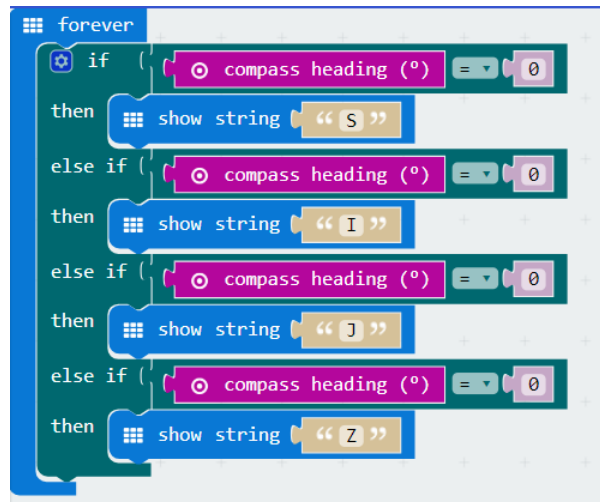 forever
if compass heading (º) = 0
then show string “ S ”
else if compass heading (º) = 0
then show string “ I ”
else if compass heading (º) = 0
then show string “ J ”
else if compass heading (º) = 0
then show string “ Z ”